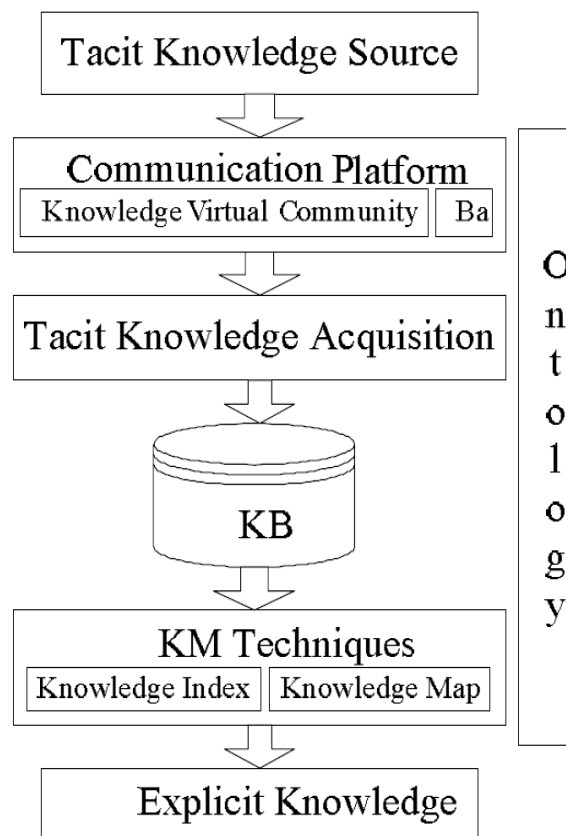 Tacit Knowledge Source
Communication Platform
Knowledge Virtual Community
Ba
Tacit Knowledge Acquisition
KB
KM Techniques
Knowledge Index
Knowledge Map
Explicit Knowledge
Ontology